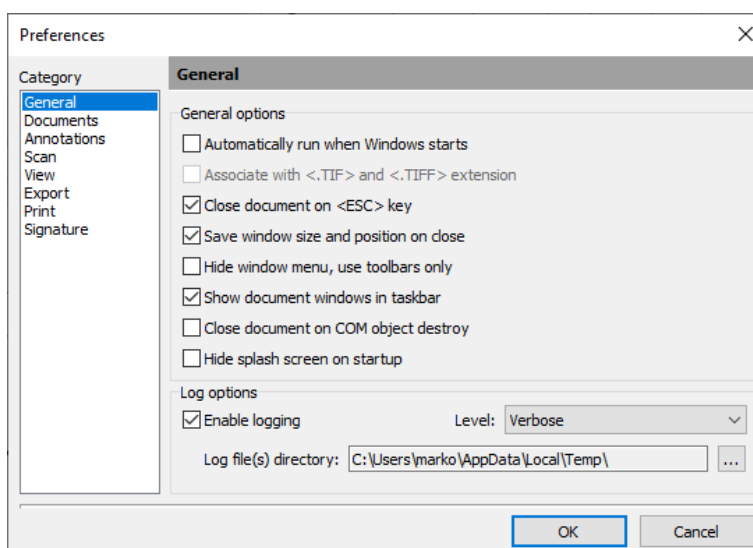 Preferences
Category
General
Documents
Annotations
Scan
View
Export
Print
Signature
General
General options
Automatically run when Windows starts
Associate with <.TIF> and <.TIFF> extension
Close document on <ESC> key
Save window size and position on close
Hide window menu, use toolbars only
Show document windows in taskbar
Close document on COM object destroy
Hide splash screen on startup
Log options
Enable logging Level: Verbose
Log file(s) directory: C:\Users\marko\AppData\Local\Temp\ ...
OK Cancel